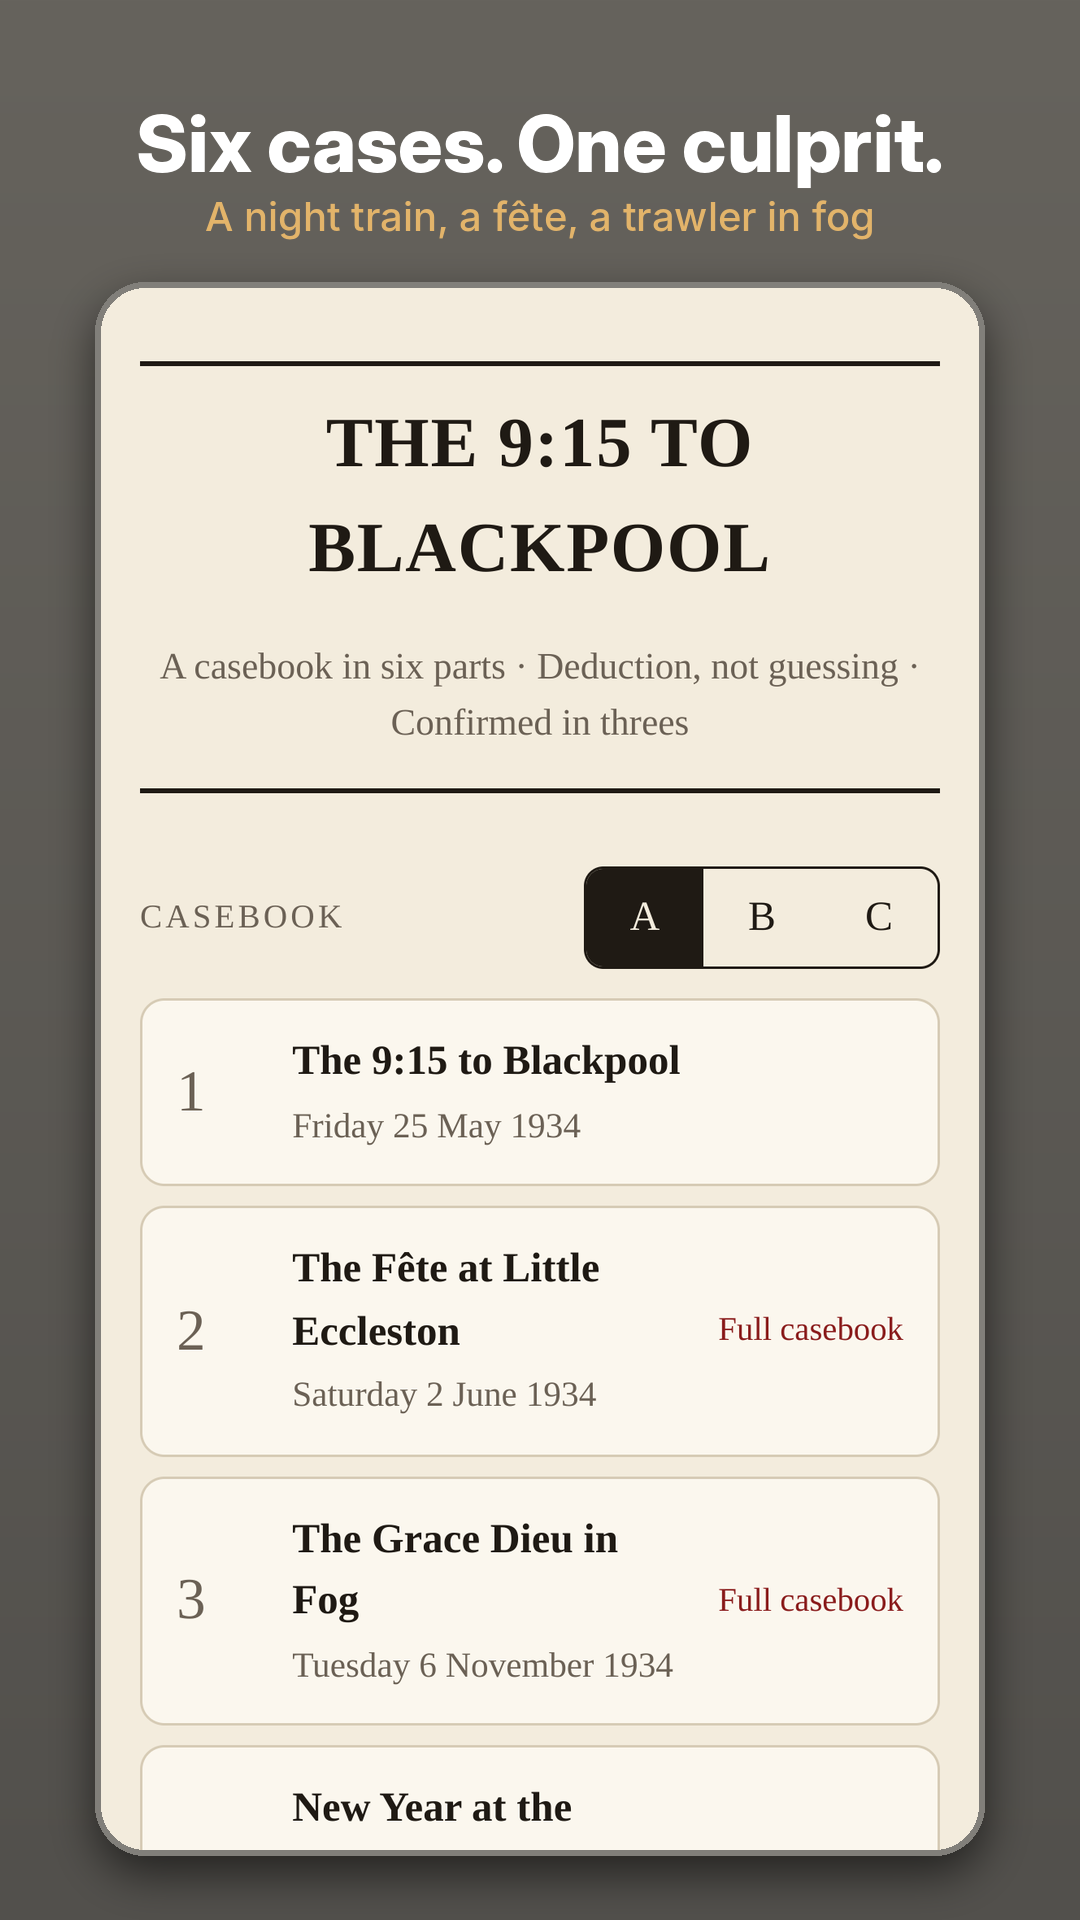 Six cases. One culprit.
A night train, a fête, a trawler in fog
THE 9:15 TO
BLACKPOOL
A casebook in six parts · Deduction, not guessing ·
Confirmed in threes
CASEBOOK
A B C
1
The 9:15 to Blackpool
Friday 25 May 1934
2
The Fête at Little
Eccleston
Full casebook
Saturday 2 June 1934
3
The Grace Dieu in
Fog
Full casebook
Tuesday 6 November 1934
New Year at the